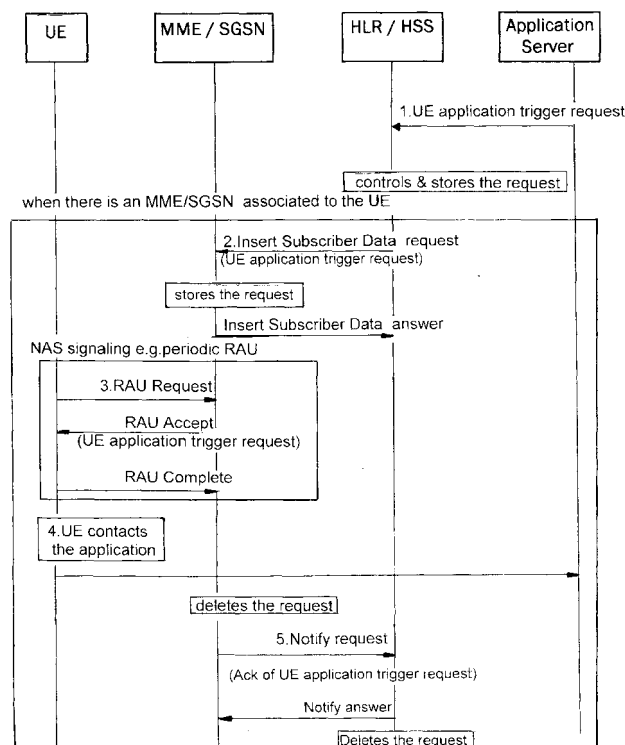 UE
MME / SGSN
HLR / HSS
Application
Server
1.UE application trigger request
controls & stores the request
when there is an MME/SGSN associated to the UE
2.Insert Subscriber Data request
(UE application trigger request)
stores the request
Insert Subscriber Data answer
NAS signaling e.g.periodic RAU
3.RAU Request
RAU Accept
(UE application trigger request)
RAU Complete
4.UE contacts
the application
deletes the request
5.Notify request
(Ack of UE application trigger request)
Notify answer
Deletes the request